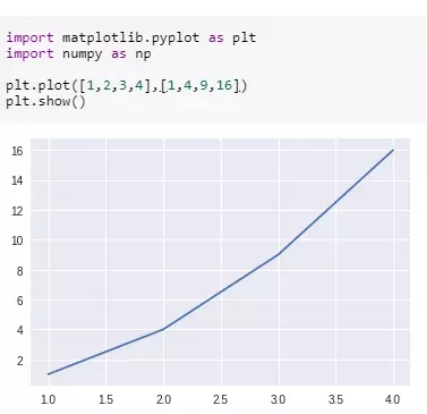 import matplotlib.pyplot as plt
import numpy as np
plt.plot([1,2,3,4],[1,4,9,16])
plt.show()
16
14
12
10
8
6
4
2
1.0 1.5 2.0 2.5 3.0 3.5 4.0